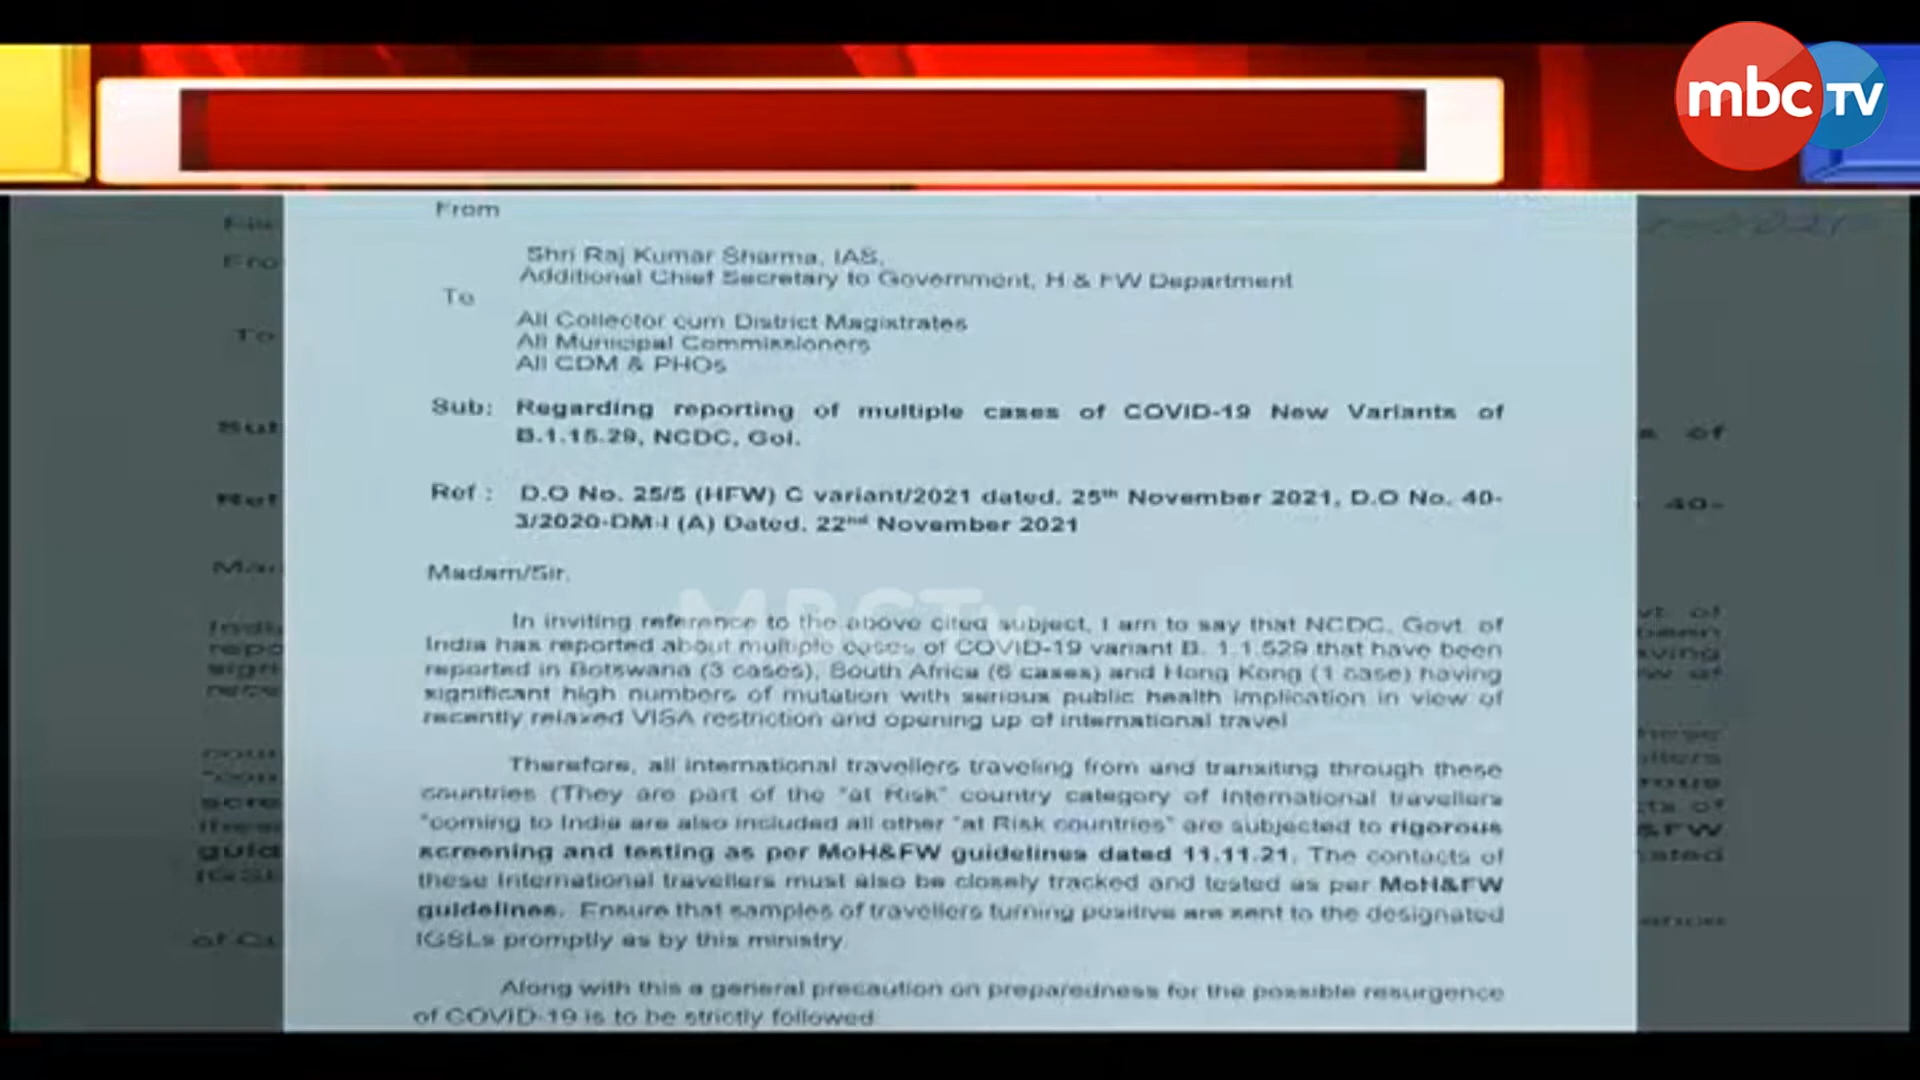 mbc TV
From
Shri Raj Kumar Sharma, IAS,
Additional Chief Secretary to Government, H & FW Department
To
All Collector cum District Magistrates
All Municipal Commissioners
All CDM & PHOs
Sub: Regarding reporting of multiple cases of COVID-19 New Variants of
B.1.15.29, NCDC, GoI.
Ref : D.O No. 25/5 (HFW) C variant/2021 dated. 25th November 2021, D.O No. 40-
3/2020-DM-I (A) Dated. 22nd November 2021
Madam/Sir,
MBCTv
In inviting reference to the above cited subject, I am to say that NCDC, Govt. of
India has reported about multiple cases of COVID-19 variant B. 1.1.529 that have been
reported in Botswana (3 cases), South Africa (6 cases) and Hong Kong (1 case) having
significant high numbers of mutation with serious public health implication in view of
recently relaxed VISA restriction and opening up of international travel
Therefore, all international travellers traveling from and transiting through these
countries (They are part of the "at Risk" country category of International travellers
"coming to India are also included all other "at Risk countries" are subjected to rigorous
screening and testing as per MoH&FW guidelines dated 11.11.21. The contacts of
these International travellers must also be closely tracked and tested as per MoH&FW
guidelines. Ensure that samples of travellers turning positive are sent to the designated
IGSLs promptly as by this ministry.
Along with this a general precaution on preparedness for the possible resurgence
of COVID-19 is to be strictly followed